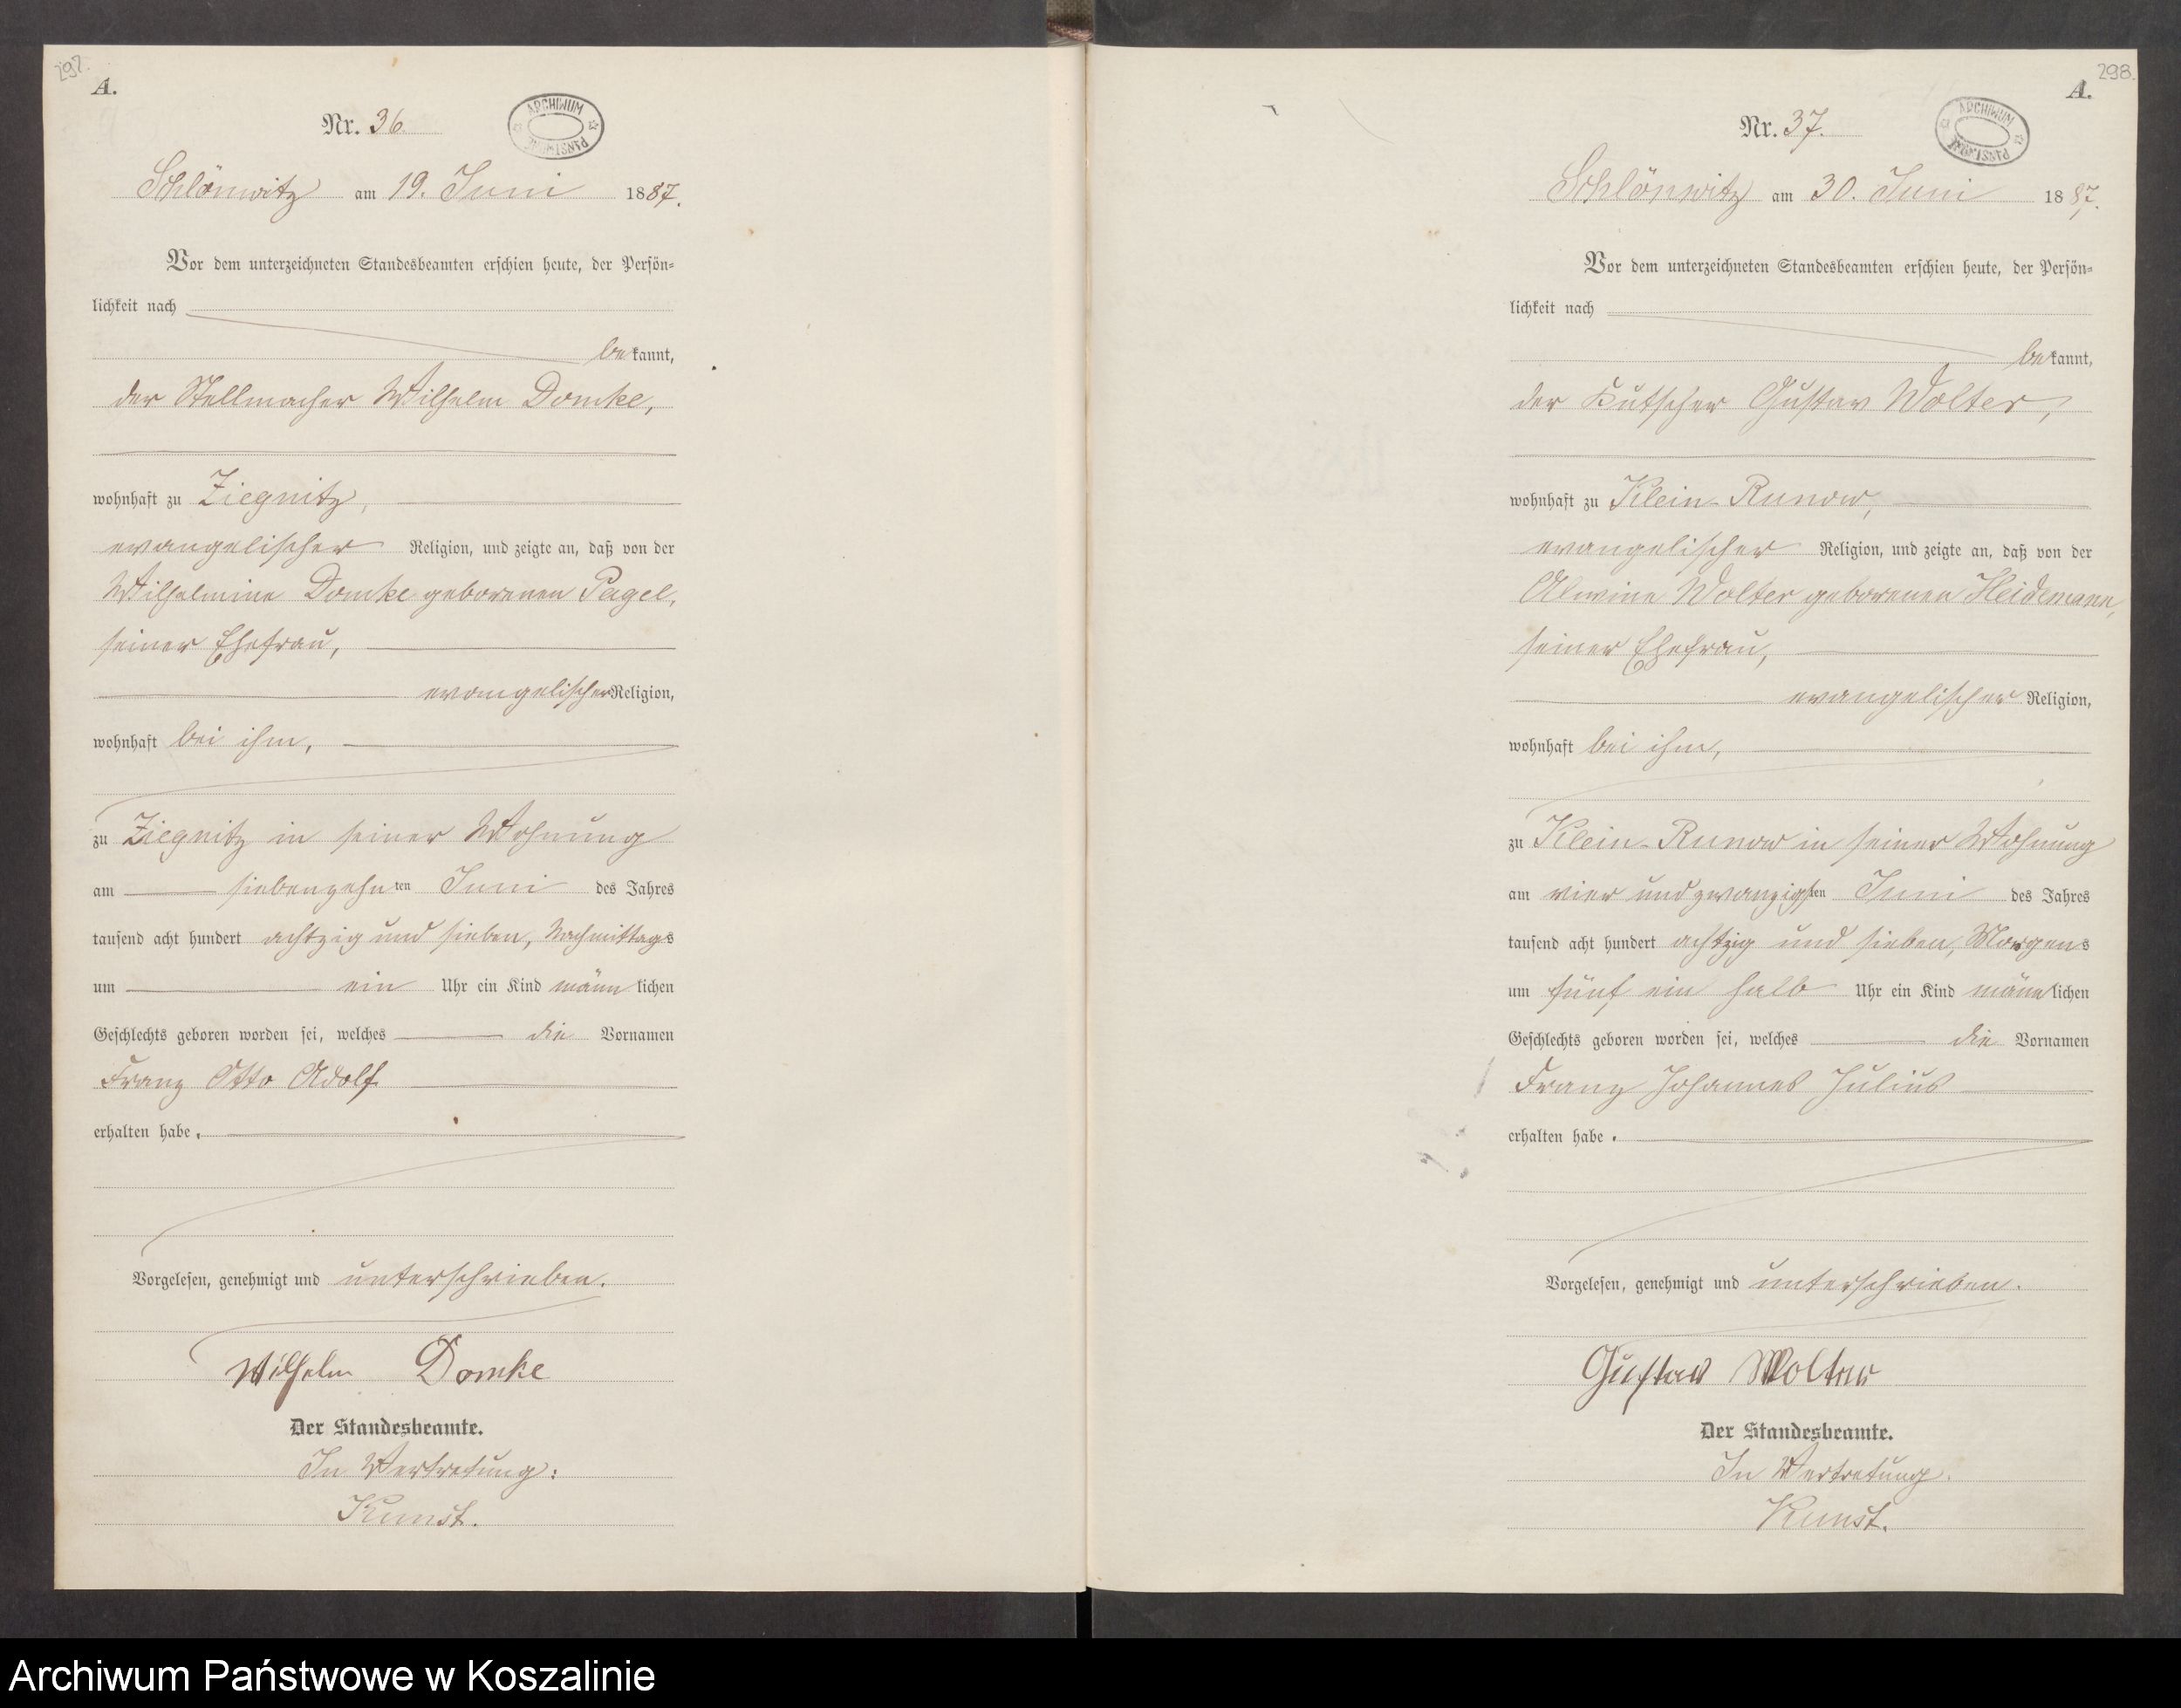 297.
A.
Nr. 36.
ARCHIWUM PAŃSTWOWE
Schlönwitz am 19. Juni 1887.
Vor dem unterzeichneten Standesbeamten erschien heute, der Persön-
lichkeit nach
bekannt,
der Stellmacher Wilhelm Domke,
wohnhaft zu Ziegnitz,
evangelischer Religion, und zeigte an, daß von der
Wilhelmine Domke geborenen Pagel,
seiner Ehefrau,
evangelischer Religion,
wohnhaft bei ihm,
zu Ziegnitz in seiner Wohnung
am siebenzehnten Juni des Jahres
tausend acht hundert achtzig und sieben, Nachmittags
um ein Uhr ein Kind männlichen
Geschlechts geboren worden sei, welches die Vornamen
Franz Otto Adolf
erhalten habe.
Vorgelesen, genehmigt und unterschrieben.
Wilhelm Domke
Der Standesbeamte.
In Vertretung:
Kunst.
298.
A.
Nr. 37.
ARCHIWUM PAŃSTWOWE
Schlönwitz am 30. Juni 1887.
Vor dem unterzeichneten Standesbeamten erschien heute, der Persön-
lichkeit nach
bekannt,
der Kutscher Gustav Wolter,
wohnhaft zu Klein-Runow,
evangelischer Religion, und zeigte an, daß von der
Alwine Wolter geborenen Heidemann,
seiner Ehefrau,
evangelischer Religion,
wohnhaft bei ihm,
zu Klein-Runow in seiner Wohnung
am vier und zwanzigsten Juni des Jahres
tausend acht hundert achtzig und sieben, Morgens
um fünf ein halb Uhr ein Kind männlichen
Geschlechts geboren worden sei, welches die Vornamen
Franz Johannes Julius
erhalten habe.
Vorgelesen, genehmigt und unterschrieben.
Gustav Wolter
Der Standesbeamte.
In Vertretung.
Kunst.
Archiwum Państwowe w Koszalinie